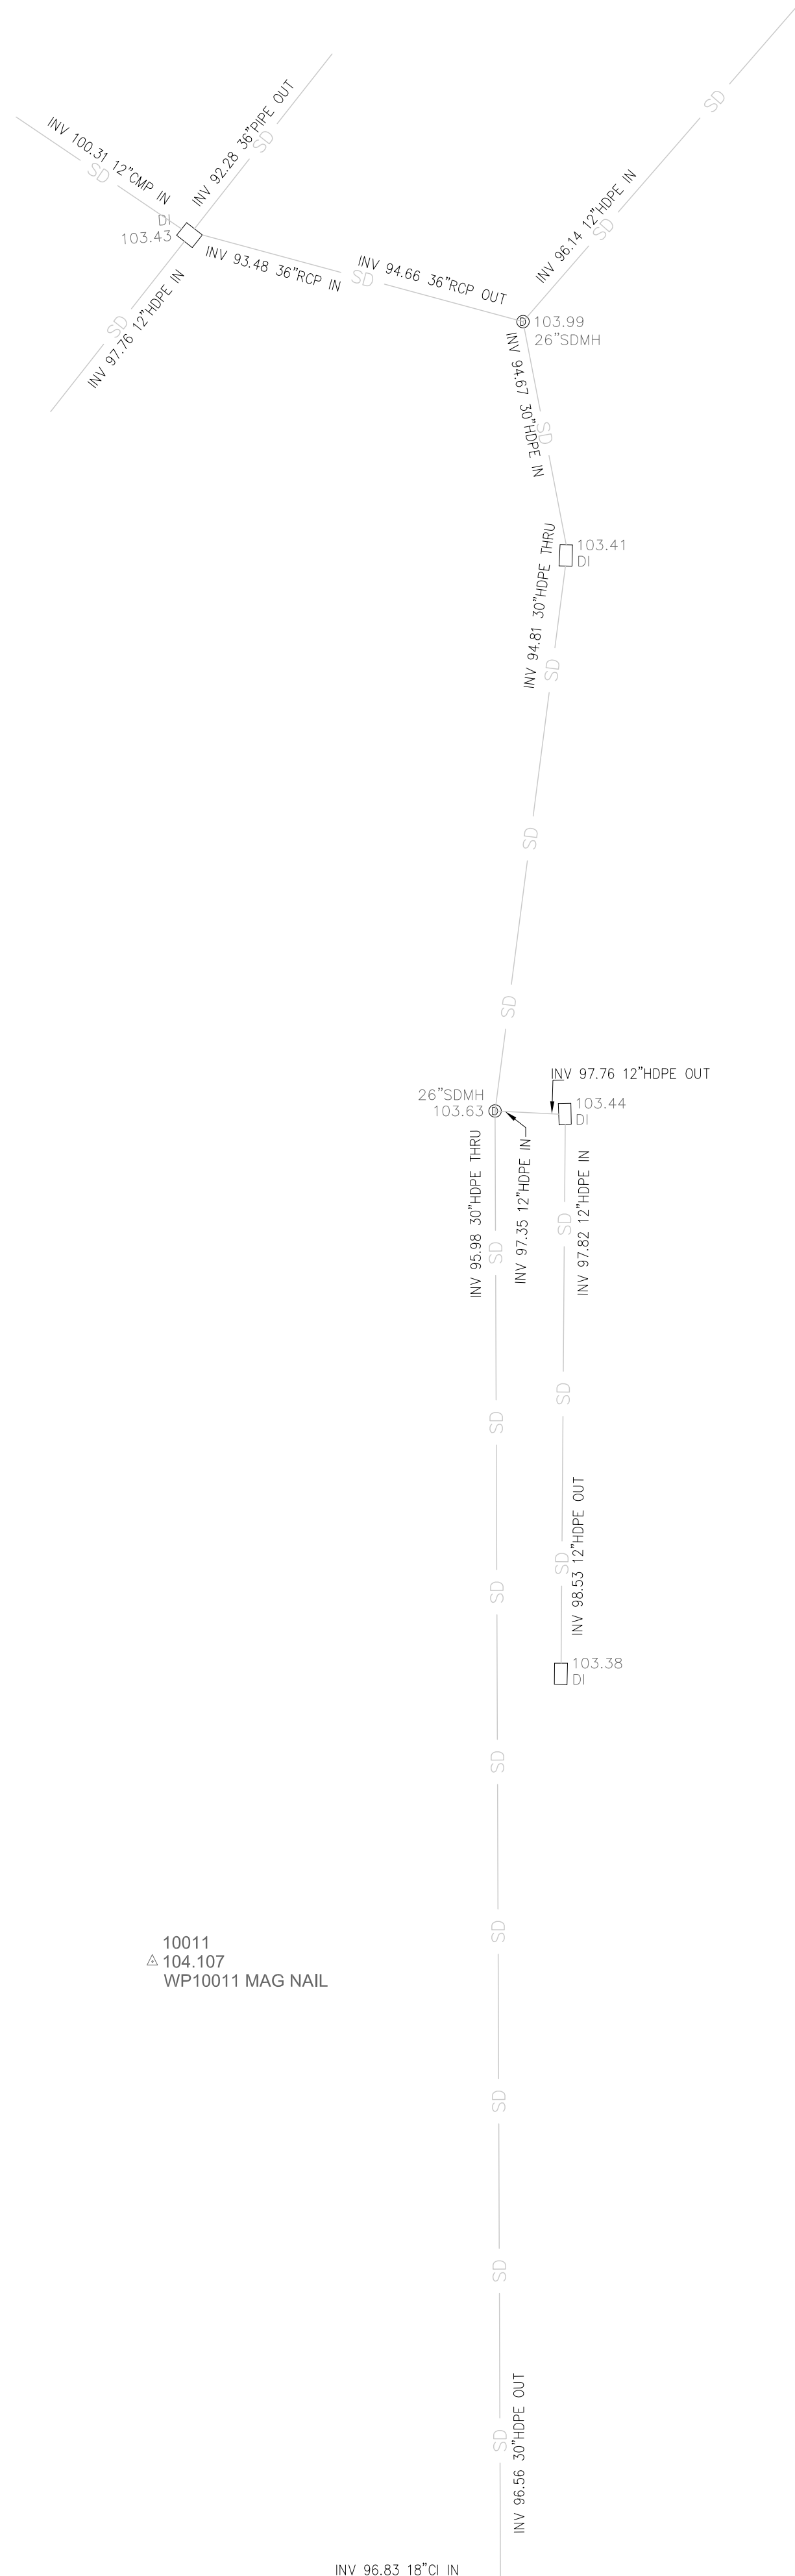 SD
INV 92.28 36"PIPE OUT
SD
INV 100.31 12"CMP IN
SD
INV 96.14 12"HDPE IN
SD
DI
103.43
INV 93.48 36"RCP IN
SD
INV 94.66 36"RCP OUT
INV 97.76 12"HDPE IN
SD
D
103.99
26"SDMH
INV 94.67 30"HDPE IN
SD
103.41
DI
INV 94.81 30"HDPE THRU
SD
SD
SD
INV 97.76 12"HDPE OUT
26"SDMH
103.63
D
103.44
DI
INV 95.98 30"HDPE THRU
INV 97.35 12"HDPE IN
INV 97.82 12"HDPE IN
SD
SD
SD
SD
INV 98.53 12"HDPE OUT
SD
SD
103.38
DI
SD
SD
10011
104.107
WP10011 MAG NAIL
SD
SD
INV 96.56 30"HDPE OUT
SD
INV 96.83 18"CI IN